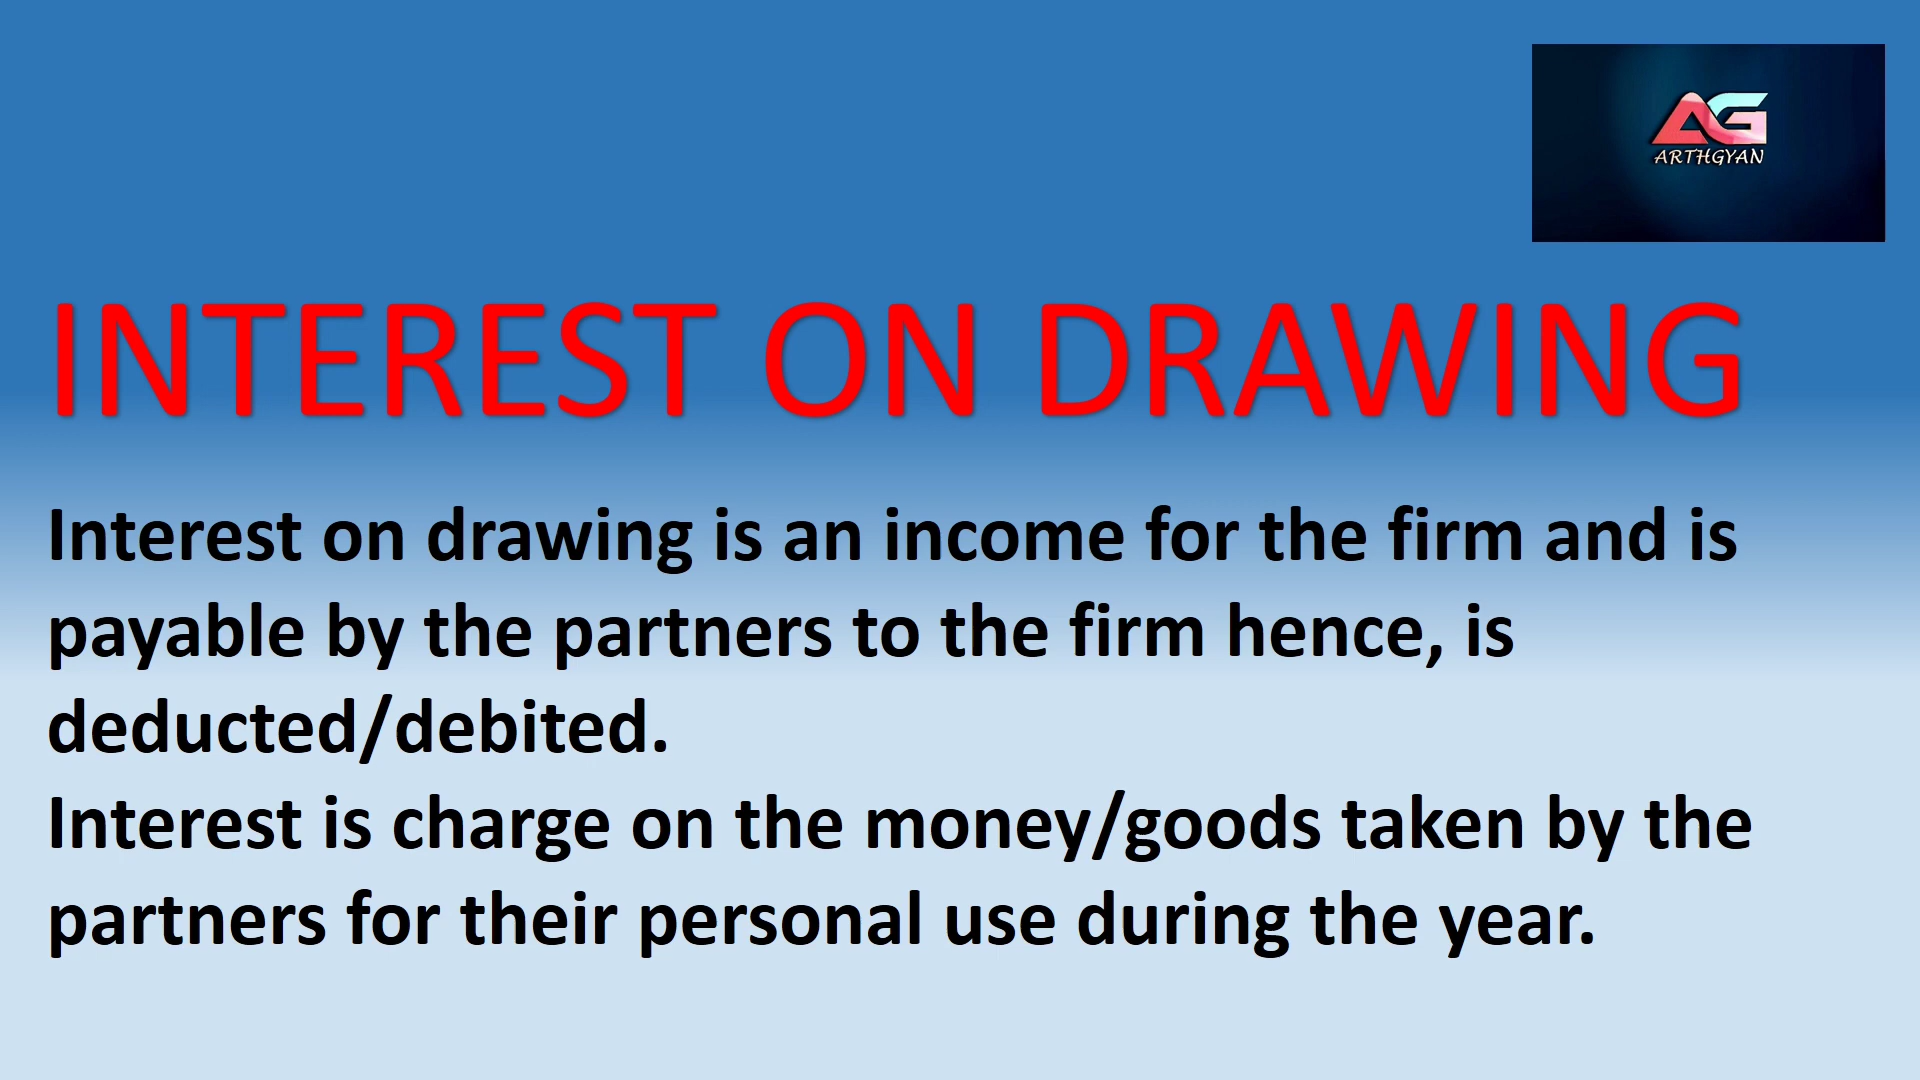 AG
ARTHGYAN
INTEREST ON DRAWING
Interest on drawing is an income for the firm and is
payable by the partners to the firm hence, is
deducted/debited.
Interest is charge on the money/goods taken by the
partners for their personal use during the year.